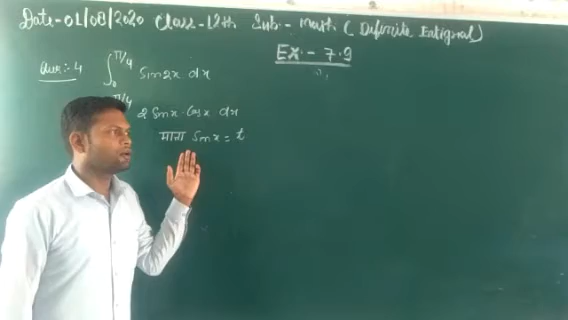 Date-01/08/2020 Class-12th Sub:- Math ( Definite Integral)
Ex.- 7.9
Que:- 4 ∫₀^π/4 Sin2x dx
π/4 2 Sinx·Cosx dx
माना Sinx = t